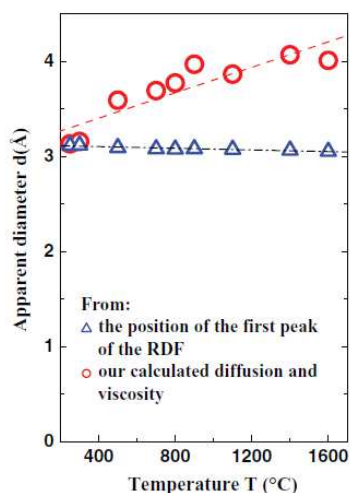 Apparent diameter d(Å)
4
3
2
1
0
From:
the position of the first peak
of the RDF
our calculated diffusion and
viscosity
400 800 1200 1600
Temperature T (°C)